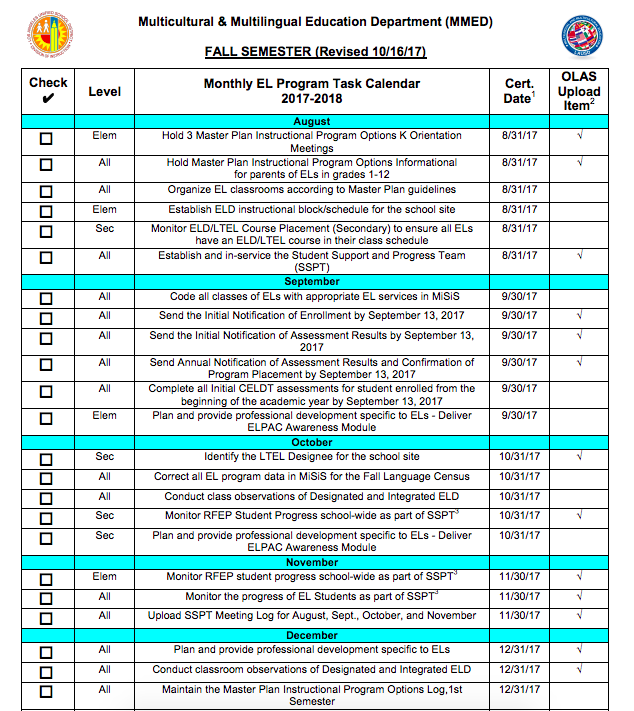 Multicultural & Multilingual Education Department (MMED)
FALL SEMESTER (Revised 10/16/17)
Check ✔ Level Monthly EL Program Task Calendar 2017-2018 Cert. Date1 OLAS Upload Item2
August
☐ Elem Hold 3 Master Plan Instructional Program Options K Orientation Meetings 8/31/17 √
☐ All Hold Master Plan Instructional Program Options Informational for parents of ELs in grades 1-12 8/31/17 √
☐ All Organize EL classrooms according to Master Plan guidelines 8/31/17
☐ Elem Establish ELD instructional block/schedule for the school site 8/31/17
☐ Sec Monitor ELD/LTEL Course Placement (Secondary) to ensure all ELs have an ELD/LTEL course in their class schedule 8/31/17
☐ All Establish and in-service the Student Support and Progress Team (SSPT) 8/31/17 √
September
☐ All Code all classes of ELs with appropriate EL services in MiSiS 9/30/17
☐ All Send the Initial Notification of Enrollment by September 13, 2017 9/30/17 √
☐ All Send the Initial Notification of Assessment Results by September 13, 2017 9/30/17 √
☐ All Send Annual Notification of Assessment Results and Confirmation of Program Placement by September 13, 2017 9/30/17 √
☐ All Complete all Initial CELDT assessments for student enrolled from the beginning of the academic year by September 13, 2017 9/30/17
☐ Elem Plan and provide professional development specific to ELs - Deliver ELPAC Awareness Module 9/30/17
October
☐ Sec Identify the LTEL Designee for the school site 10/31/17 √
☐ All Correct all EL program data in MiSiS for the Fall Language Census 10/31/17
☐ All Conduct class observations of Designated and Integrated ELD 10/31/17
☐ Sec Monitor RFEP Student Progress school-wide as part of SSPT3 10/31/17 √
☐ Sec Plan and provide professional development specific to ELs - Deliver ELPAC Awareness Module 10/31/17
November
☐ Elem Monitor RFEP student progress school-wide as part of SSPT3 11/30/17 √
☐ All Monitor the progress of EL Students as part of SSPT3 11/30/17 √
☐ All Upload SSPT Meeting Log for August, Sept., October, and November 11/30/17 √
December
☐ All Plan and provide professional development specific to ELs 12/31/17 √
☐ All Conduct classroom observations of Designated and Integrated ELD 12/31/17 √
☐ All Maintain the Master Plan Instructional Program Options Log,1st Semester 12/31/17